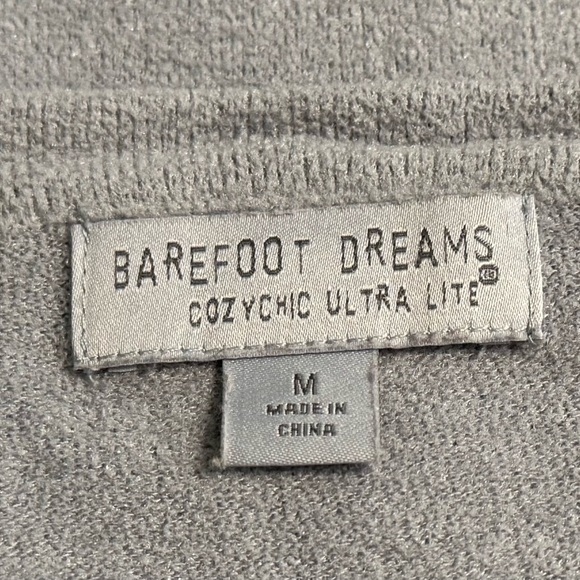 BAREFOOT DREAMS
COZYCHIC ULTRA LITE®
M
MADE IN
CHINA